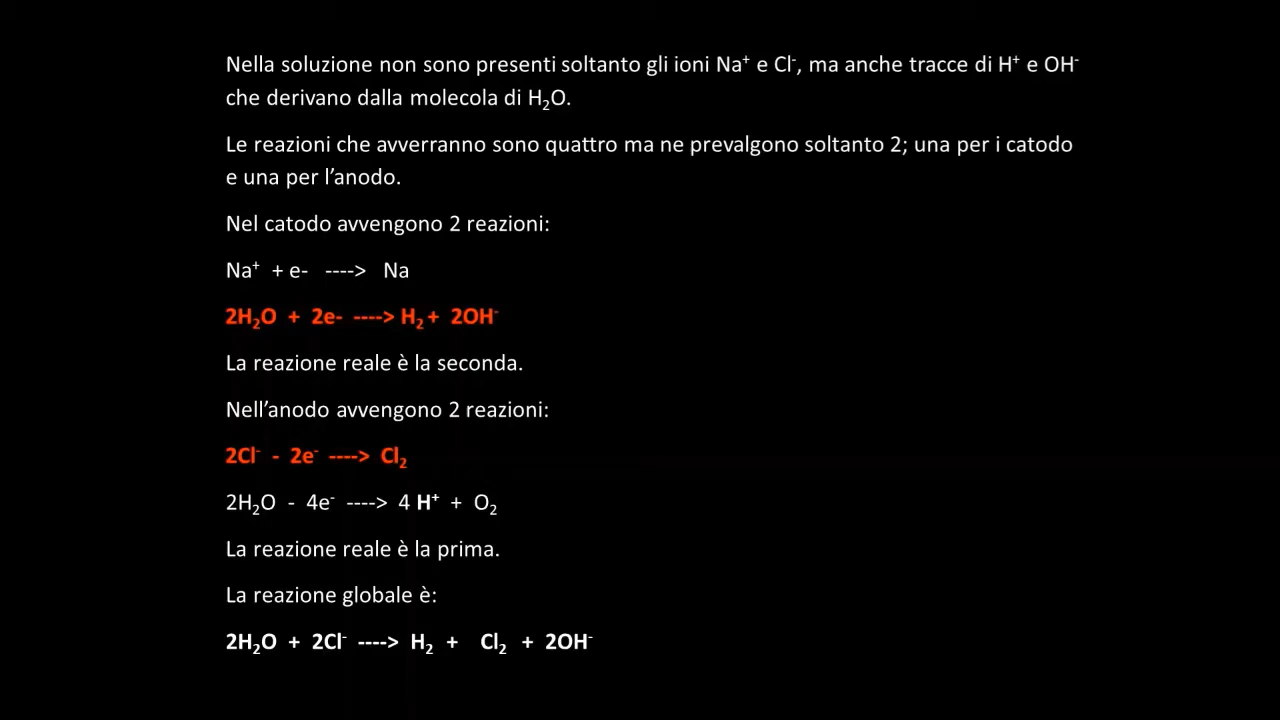 Nella soluzione non sono presenti soltanto gli ioni Na⁺ e Cl⁻, ma anche tracce di H⁺ e OH⁻
che derivano dalla molecola di H₂O.
Le reazioni che avverranno sono quattro ma ne prevalgono soltanto 2; una per i catodo
e una per l’anodo.
Nel catodo avvengono 2 reazioni:
Na⁺ + e- ----> Na
2H₂O + 2e- ----> H₂ + 2OH⁻
La reazione reale è la seconda.
Nell’anodo avvengono 2 reazioni:
2Cl⁻ - 2e⁻ ----> Cl₂
2H₂O - 4e⁻ ----> 4 H⁺ + O₂
La reazione reale è la prima.
La reazione globale è:
2H₂O + 2Cl⁻ ----> H₂ + Cl₂ + 2OH⁻